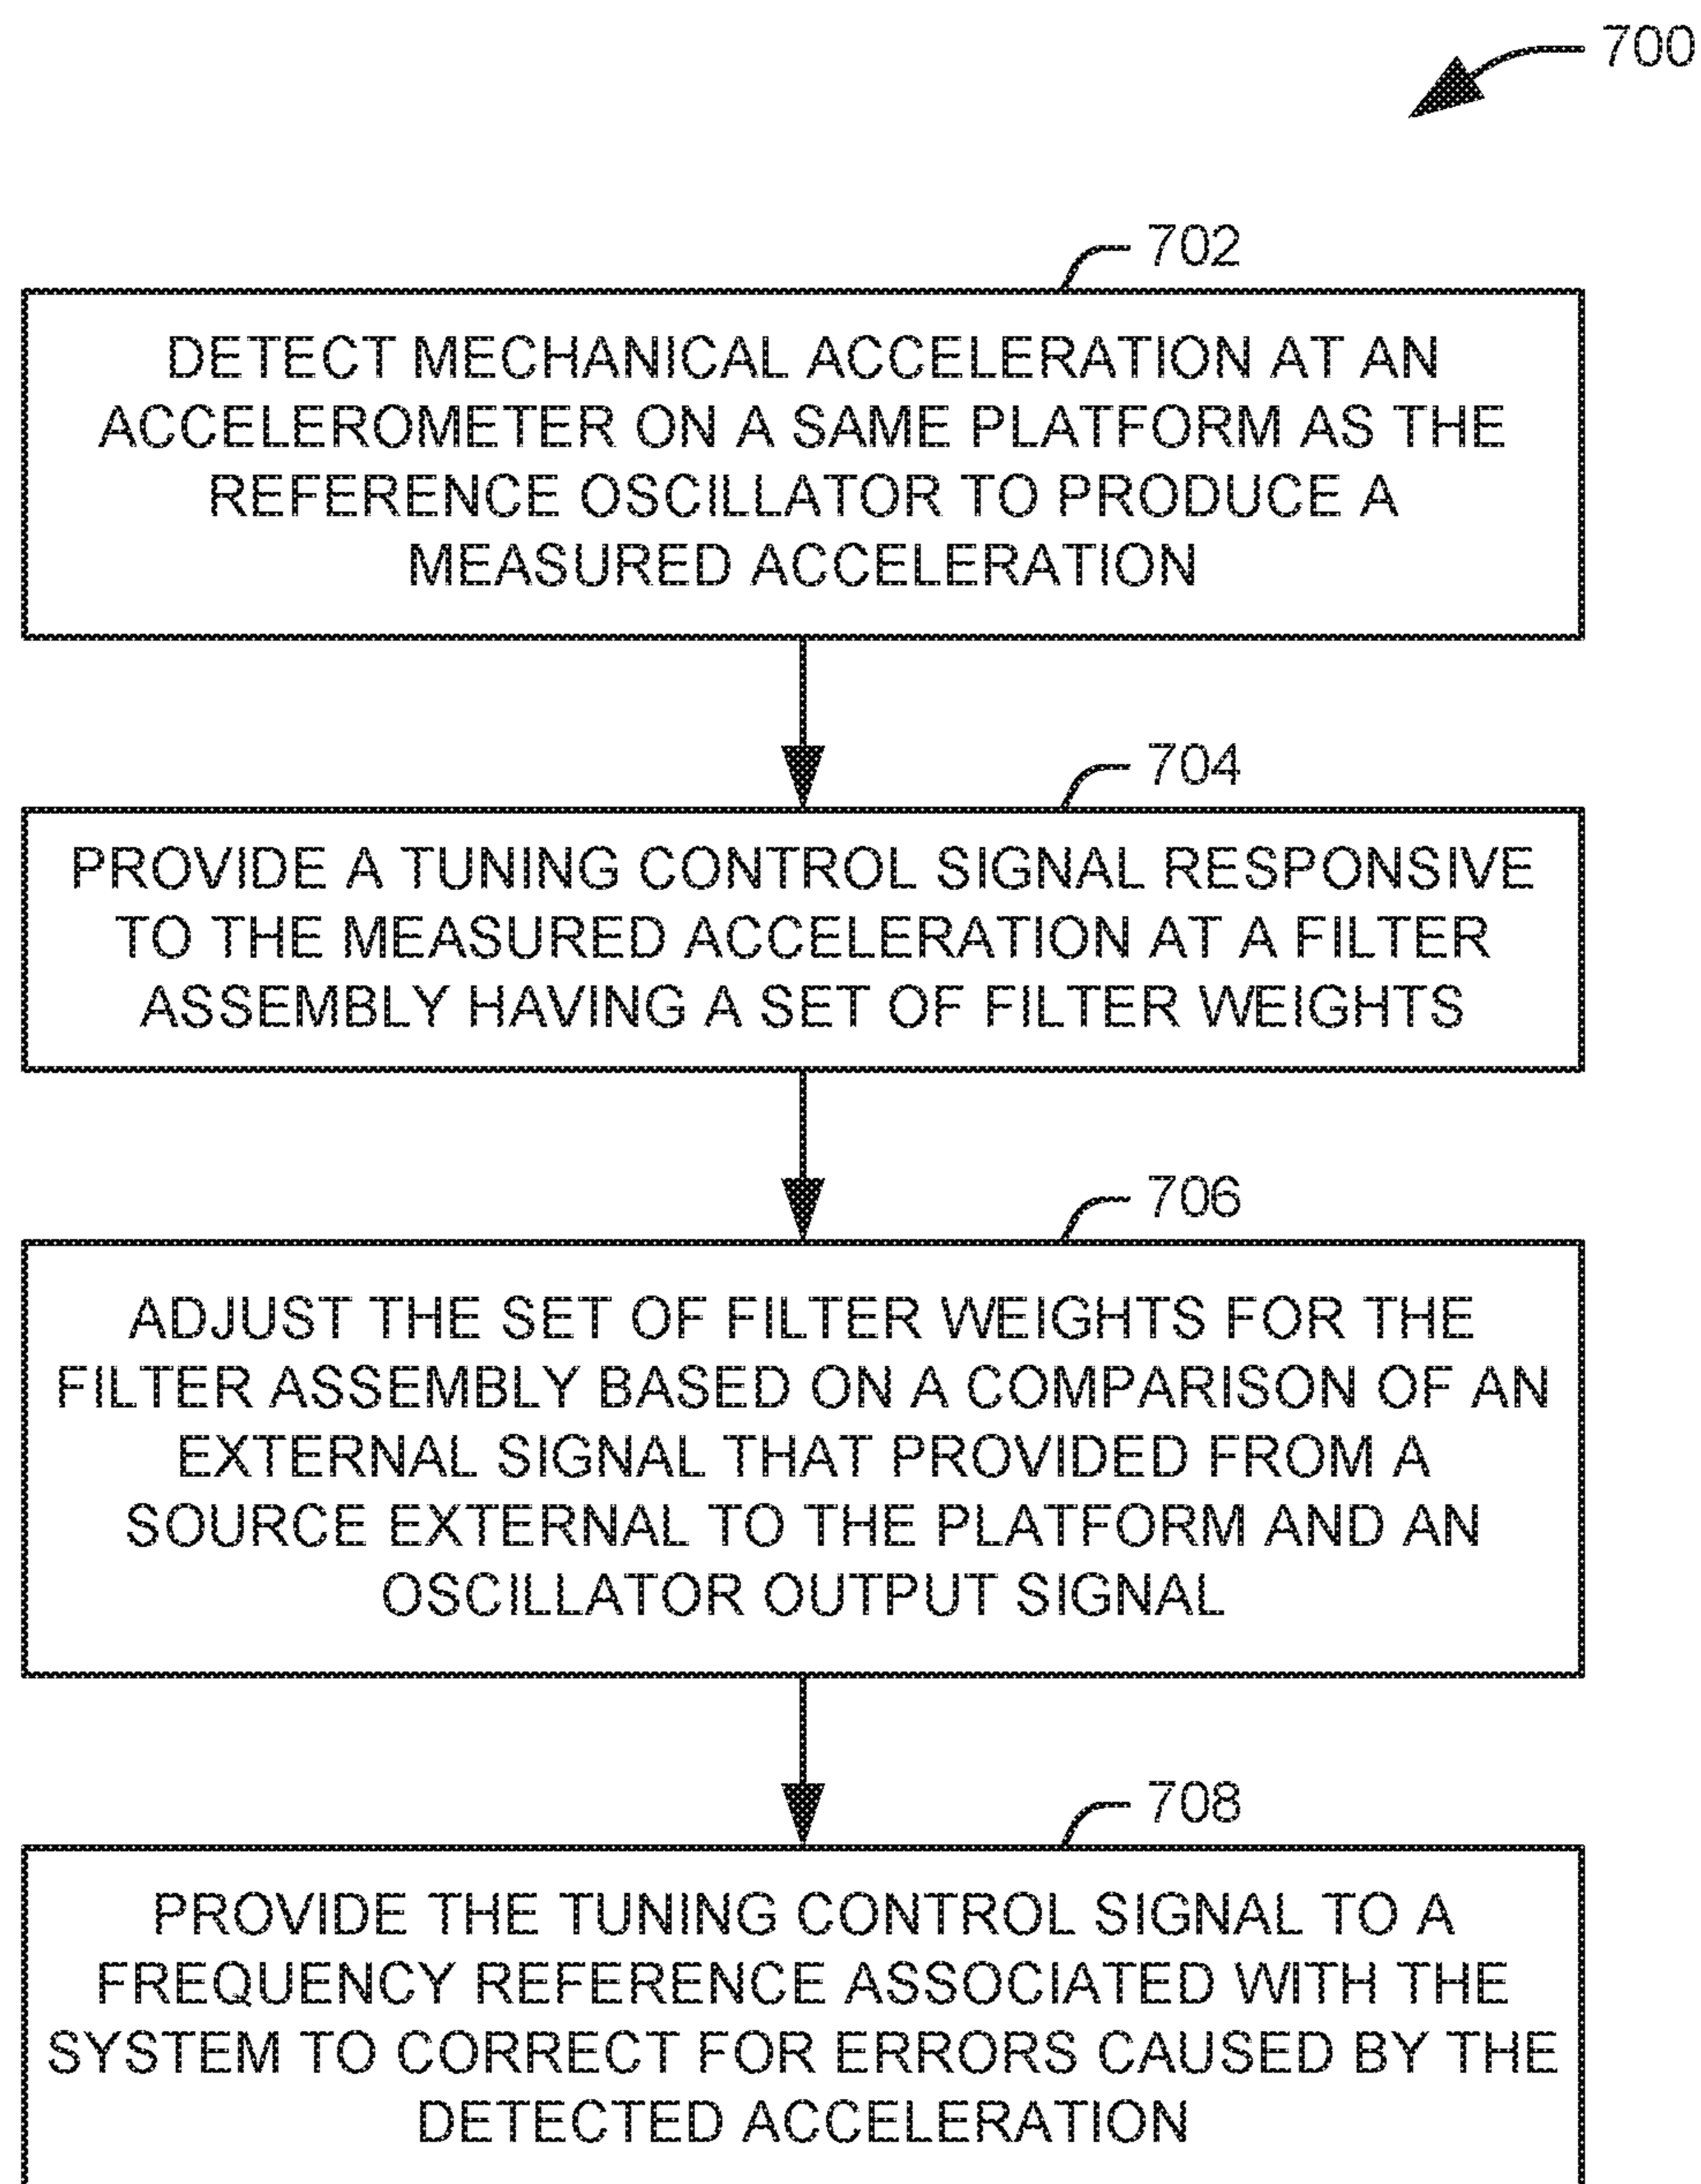 700
702
DETECT MECHANICAL ACCELERATION AT AN
ACCELEROMETER ON A SAME PLATFORM AS THE
REFERENCE OSCILLATOR TO PRODUCE A
MEASURED ACCELERATION
704
PROVIDE A TUNING CONTROL SIGNAL RESPONSIVE
TO THE MEASURED ACCELERATION AT A FILTER
ASSEMBLY HAVING A SET OF FILTER WEIGHTS
706
ADJUST THE SET OF FILTER WEIGHTS FOR THE
FILTER ASSEMBLY BASED ON A COMPARISON OF AN
EXTERNAL SIGNAL THAT PROVIDED FROM A
SOURCE EXTERNAL TO THE PLATFORM AND AN
OSCILLATOR OUTPUT SIGNAL
708
PROVIDE THE TUNING CONTROL SIGNAL TO A
FREQUENCY REFERENCE ASSOCIATED WITH THE
SYSTEM TO CORRECT FOR ERRORS CAUSED BY THE
DETECTED ACCELERATION